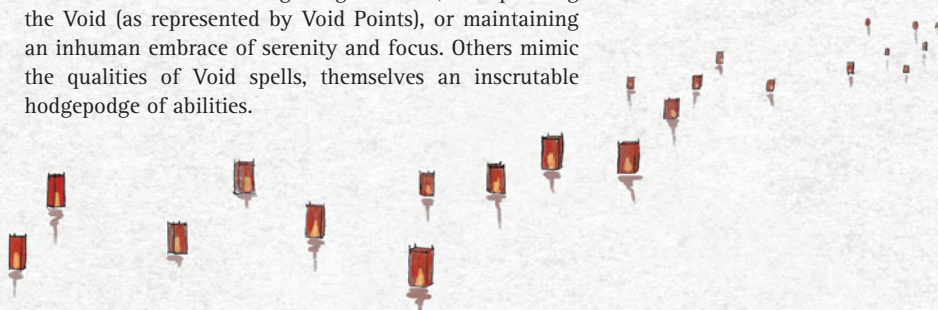 the Void (as represented by Void Points), or maintaining
an inhuman embrace of serenity and focus. Others mimic
the qualities of Void spells, themselves an inscrutable
hodgepodge of abilities.